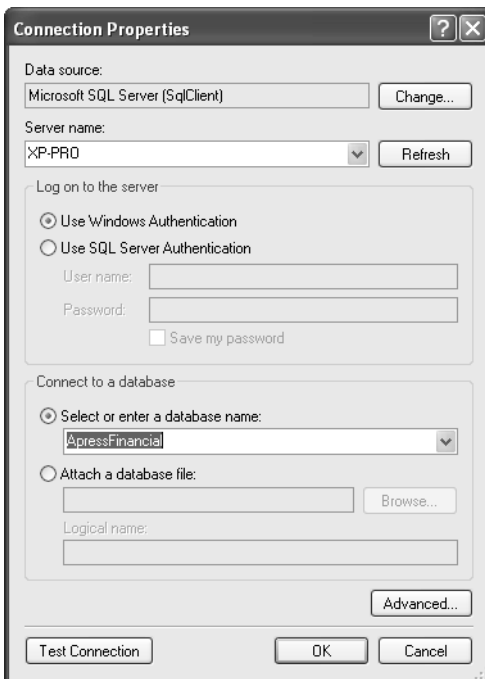 Connection Properties
Data source:
Microsoft SQL Server (SqlClient)
Change...
Server name:
XP-PRO
Refresh
Log on to the server
Use Windows Authentication
Use SQL Server Authentication
User name:
Password:
Save my password
Connect to a database
Select or enter a database name:
ApressFinancial
Attach a database file:
Browse...
Logical name:
Advanced...
Test Connection
OK
Cancel